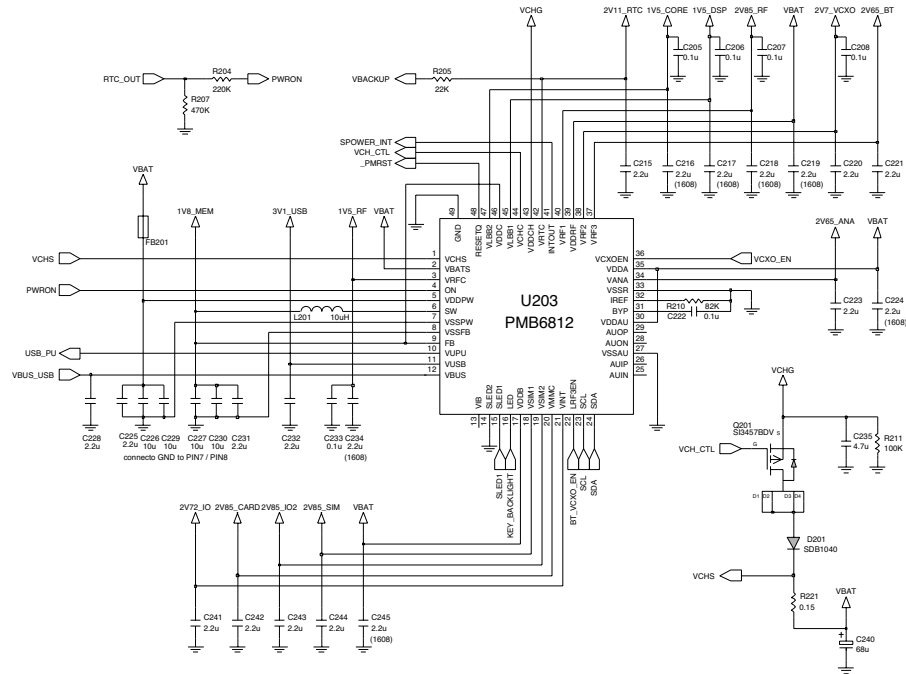 VCHG
2V11_RTC 1V5_CORE 1V5_DSP 2V85_RF VBAT 2V7_VCXO 2V65_BT
C205 0.1u
C206 0.1u
C207 0.1u
C208 0.1u
RTC_OUT
R204
220K
PWRON
R207
470K
VBACKUP
R205
22K
SPOWER_INT
VCH_CTL
_PMRST
C215 2.2u
C216 2.2u (1608)
C217 2.2u (1608)
C218 2.2u (1608)
C219 2.2u (1608)
C220 2.2u
C221 2.2u
VBAT
FB201
1V8_MEM
3V1_USB
1V5_RF
VBAT
49 48 47 46 45 44 43 42 41 40 39 38 37
GND RESETQ VLBB2 VDDC VLBB1 VCHC VDDCH VRTC INTOUT VRF1 VDDRF VRF2 VRF3
U203
PMB6812
VCHS
1 VCHS
2 VBATS
3 VRFC
PWRON
4 ON
5 VDDPW
6 SW
L201 10uH
7 VSSPW
8 VSSFB
9 FB
USB_PU
10 VUPU
11 VUSB
VBUS_USB
12 VBUS
VCXOEN 36
VCXO_EN
VDDA 35
VANA 34
VSSR 33
IREF 32
R210 82K
BYP 31
C222 0.1u
VDDAU 30
AUOP 29
AUON 28
VSSAU 27
AUIP 26
AUIN 25
2V65_ANA
VBAT
C223 2.2u
C224 2.2u (1608)
VIB SLED2 SLED1 LED VDDB VSIM1 VSIM2 VMMC VINT LRF3EN SCL SDA
13 14 15 16 17 18 19 20 21 22 23 24
SLED1
KEY_BACKLIGHT
BT_VCXO_EN
SCL
SDA
C228 2.2u
C225 2.2u
C226 10u
C229 10u
C227 10u
C230 10u
C231 2.2u
C232 2.2u
C233 0.1u
C234 2.2u (1608)
connecto GND to PIN7 / PIN8
VCHG
Q201
SI3457BDV
S
G
VCH_CTL
D1 D2 D3 D4
C235 4.7u
R211 100K
D201
SDB1040
VCHS
R221
0.15
VBAT
+
C240
68u
2V72_IO 2V85_CARD 2V85_IO2 2V85_SIM VBAT
C241 2.2u
C242 2.2u
C243 2.2u
C244 2.2u
C245 2.2u (1608)